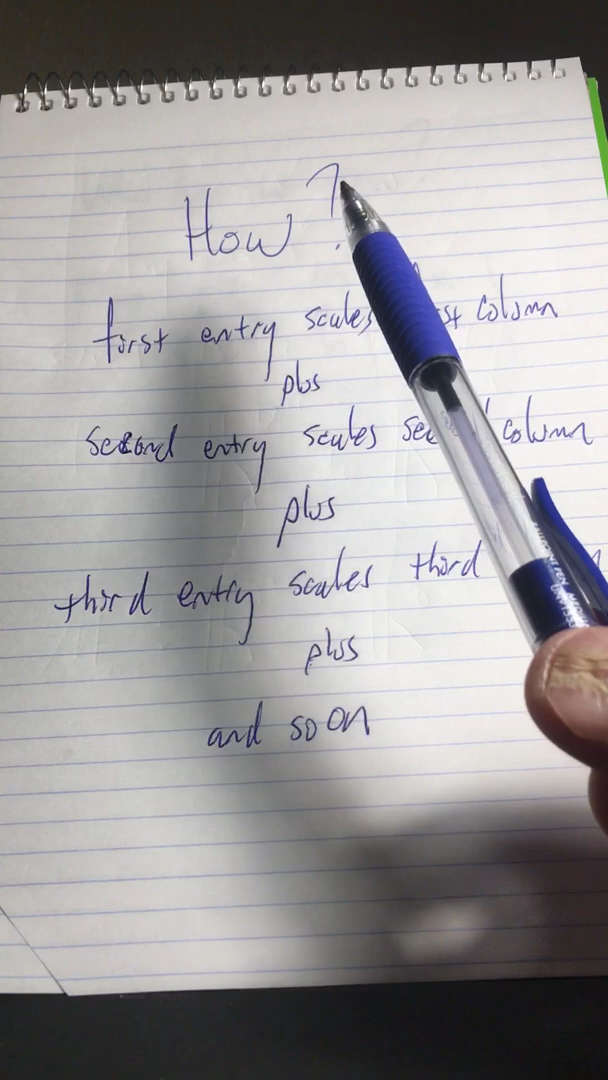 How ?
first entry scales column
plus
second entry scales column
plus
third entry scales third
plus
and so on